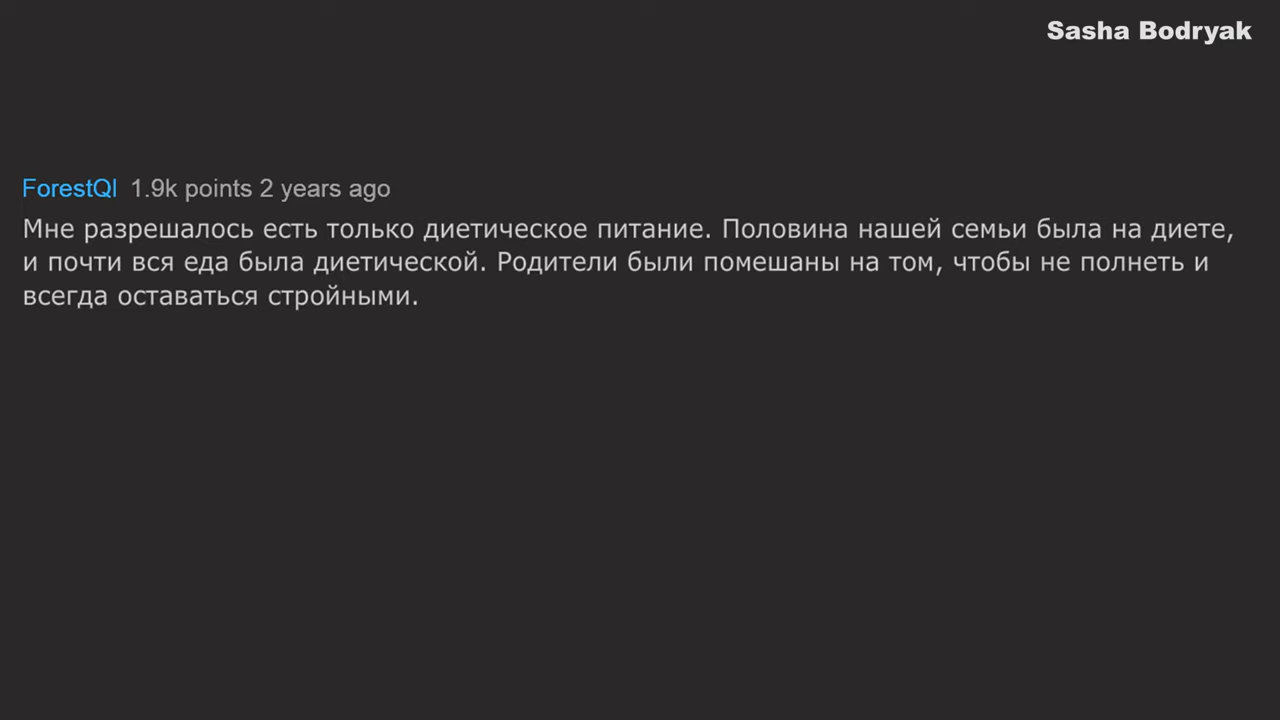 Sasha Bodryak
ForestQl 1.9k points 2 years ago
Мне разрешалось есть только диетическое питание. Половина нашей семьи была на диете,
и почти вся еда была диетической. Родители были помешаны на том, чтобы не полнеть и
всегда оставаться стройными.